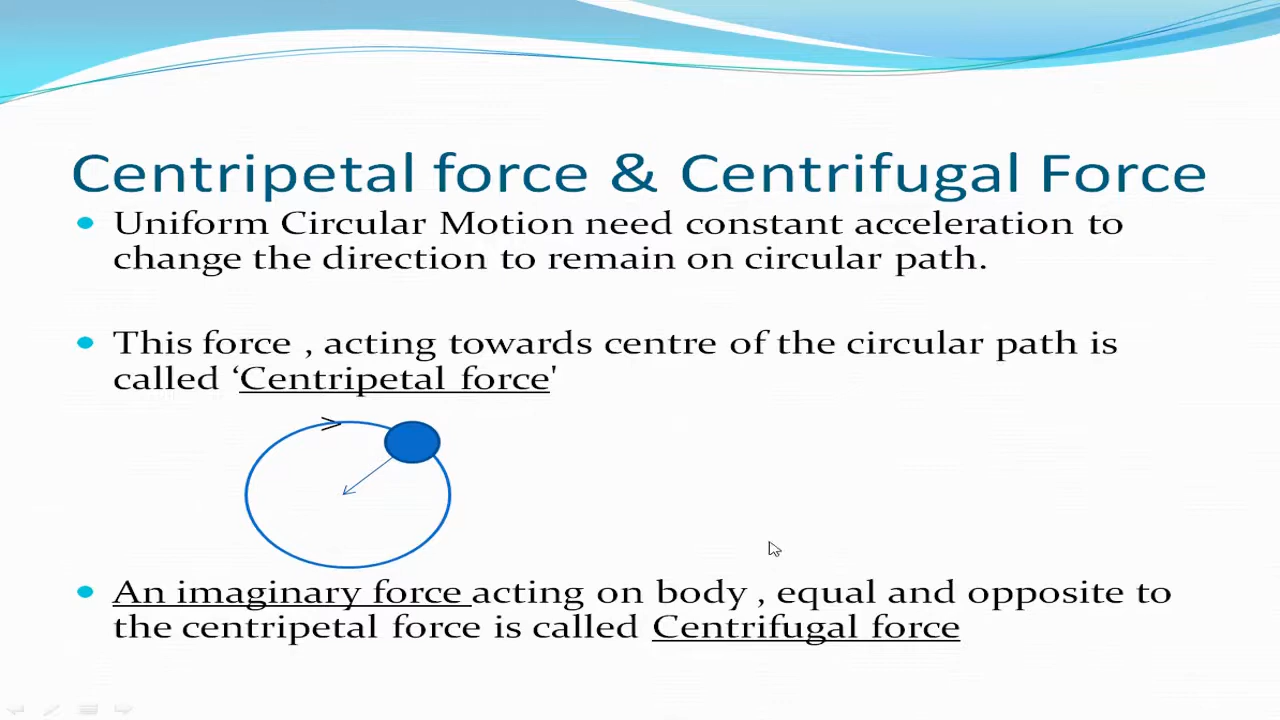 Centripetal force & Centrifugal Force
Uniform Circular Motion need constant acceleration to
change the direction to remain on circular path.
This force , acting towards centre of the circular path is
called ‘Centripetal force'
An imaginary force acting on body , equal and opposite to
the centripetal force is called Centrifugal force